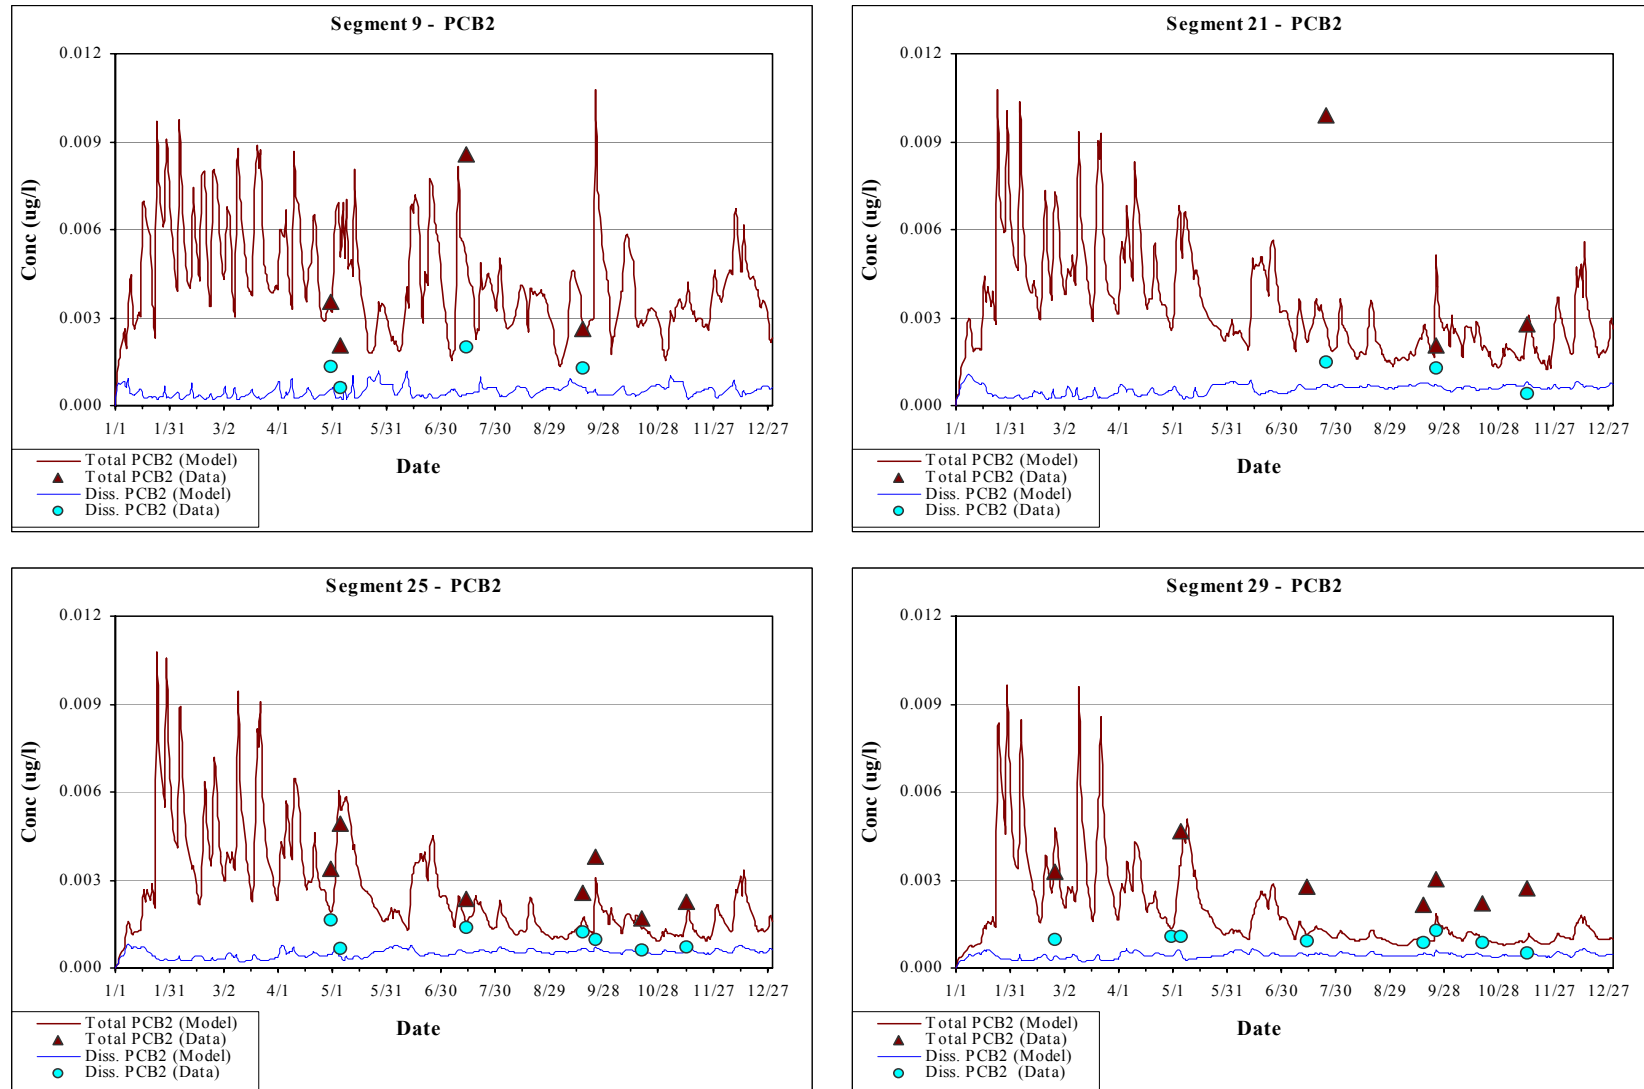 Segment 9 - PCB2
0.012
0.009
0.006
0.003
0.000
Conc (ug/l)
1/1 1/31 3/2 4/1 5/1 5/31 6/30 7/30 8/29 9/28 10/28 11/27 12/27
Date
Total PCB2 (Model)
Total PCB2 (Data)
Diss. PCB2 (Model)
Diss. PCB2 (Data)
Segment 21 - PCB2
0.012
0.009
0.006
0.003
0.000
Conc (ug/l)
1/1 1/31 3/2 4/1 5/1 5/31 6/30 7/30 8/29 9/28 10/28 11/27 12/27
Date
Total PCB2 (Model)
Total PCB2 (Data)
Diss. PCB2 (Model)
Diss. PCB2 (Data)
Segment 25 - PCB2
0.012
0.009
0.006
0.003
0.000
Conc (ug/l)
1/1 1/31 3/2 4/1 5/1 5/31 6/30 7/30 8/29 9/28 10/28 11/27 12/27
Date
Total PCB2 (Model)
Total PCB2 (Data)
Diss. PCB2 (Model)
Diss. PCB2 (Data)
Segment 29 - PCB2
0.012
0.009
0.006
0.003
0.000
Conc (ug/l)
1/1 1/31 3/2 4/1 5/1 5/31 6/30 7/30 8/29 9/28 10/28 11/27 12/27
Date
Total PCB2 (Model)
Total PCB2 (Data)
Diss. PCB2 (Model)
Diss. PCB2 (Data)